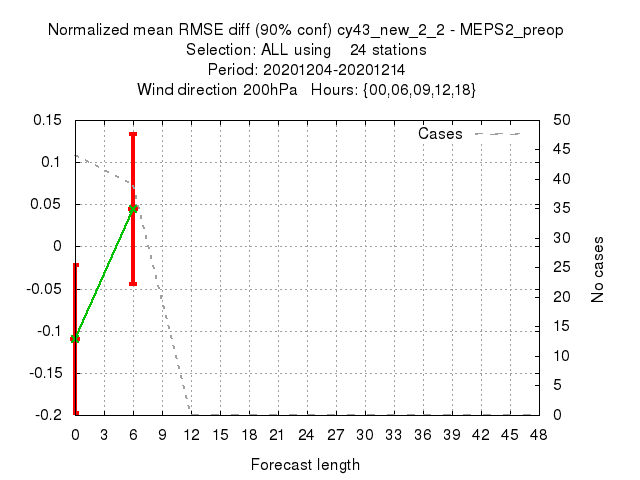 Normalized mean RMSE diff (90% conf) cy43_new_2_2 - MEPS2_preop
Selection: ALL using    24 stations
Period: 20201204-20201214
Wind direction 200hPa   Hours: {00,06,09,12,18}
Cases
0.15
0.1
0.05
0
-0.05
-0.1
-0.15
-0.2
50
45
40
35
30
25
20
15
10
5
0
No cases
0 3 6 9 12 15 18 21 24 27 30 33 36 39 42 45 48
Forecast length